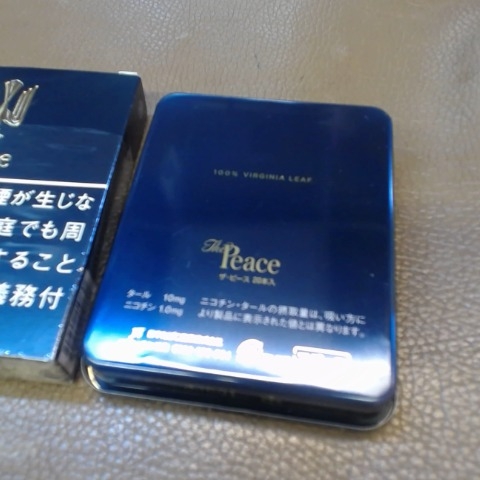 e
煙が生じな
庭でも周
すること、
義務付
100% VIRGINIA LEAF
The Peace
ザ・ピース 20本入
タール 10mg
ニコチン 1.0mg
ニコチン・タールの摂取量は、吸い方に
より製品に表示された値とは異なります。